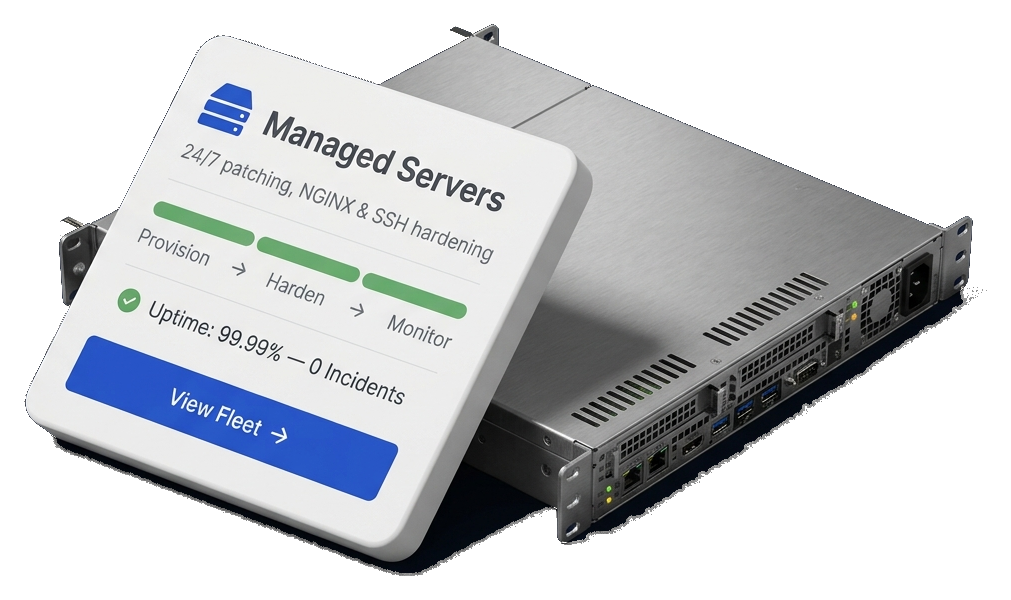 Managed Servers
24/7 patching, NGINX & SSH hardening
Provision → Harden → Monitor
Uptime: 99.99% — 0 Incidents
View Fleet →